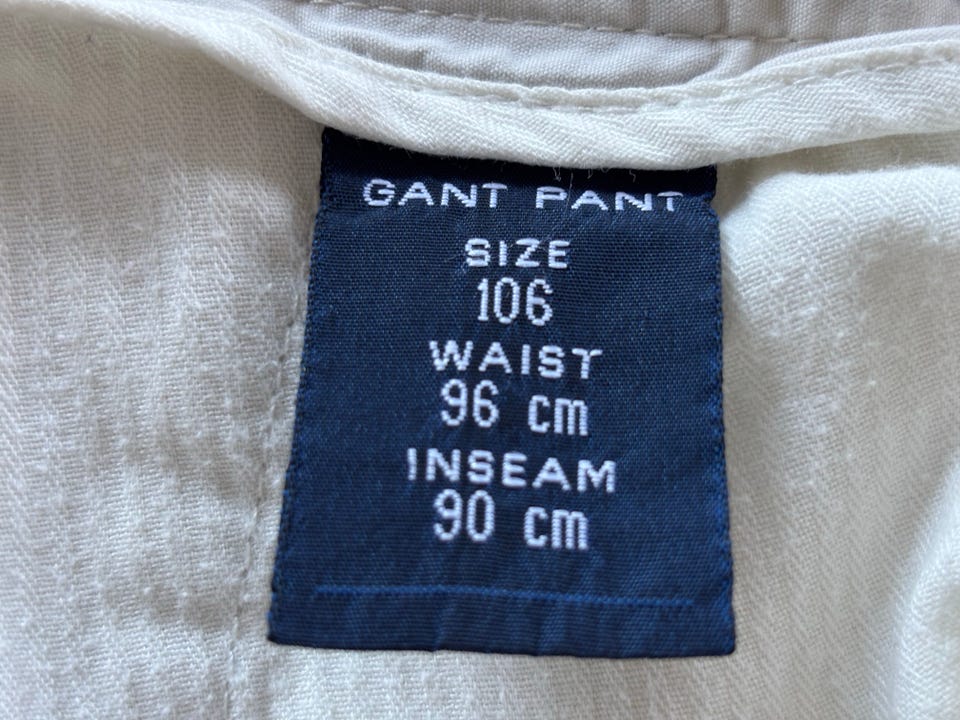 GANT PANT
SIZE
106
WAIST
96 cm
INSEAM
90 cm